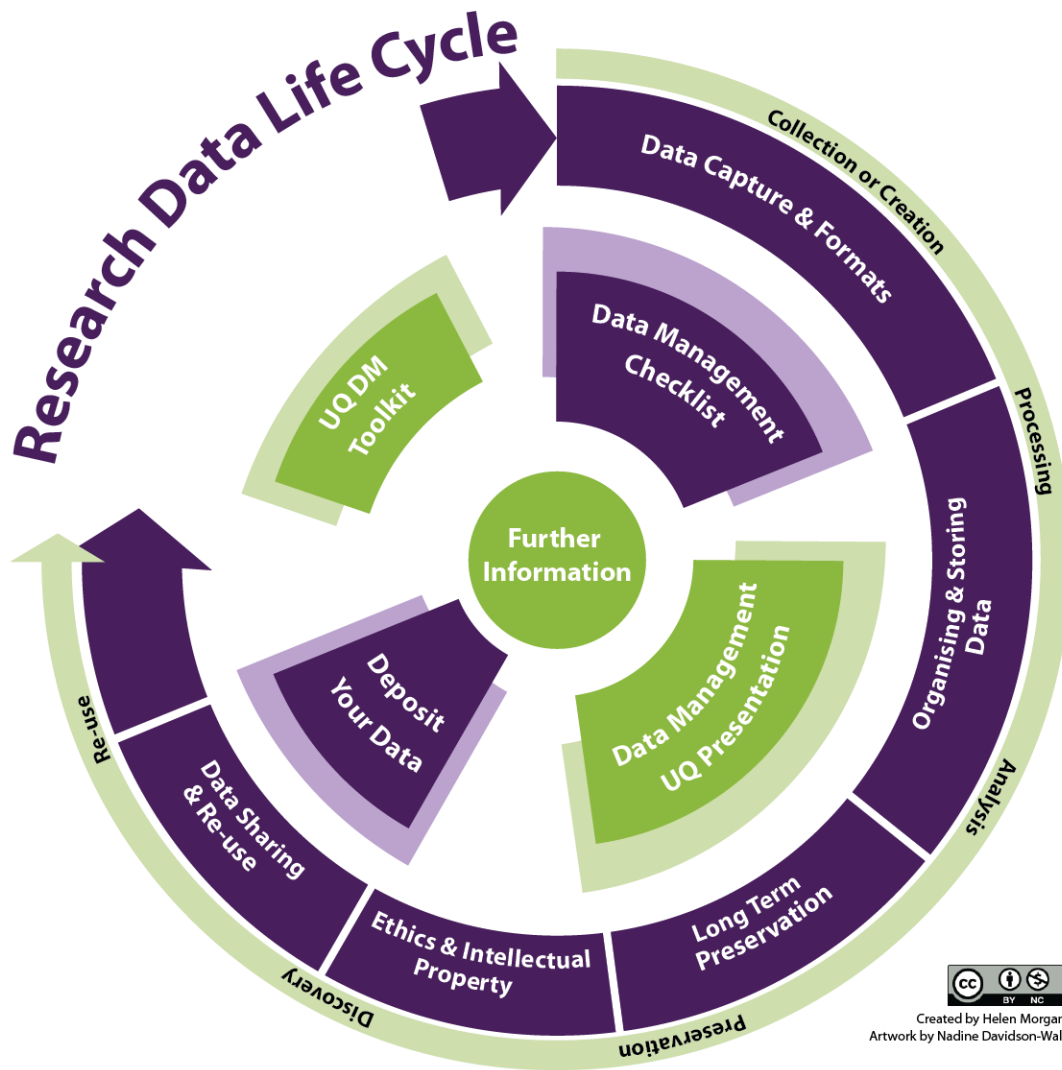 Research Data Life Cycle
Collection or Creation
Data Capture & Formats
Processing
Organising & Storing
Data
Analysis
Long Term
Preservation
Preservation
Ethics & Intellectual
Property
Discovery
Data Sharing
& Re-use
Re-use
Data Management
Checklist
Data Management
UQ Presentation
Deposit
Your Data
UQ DM
Toolkit
Further
Information
cc
BY NC
Created by Helen Morgan
Artwork by Nadine Davidson-Wal